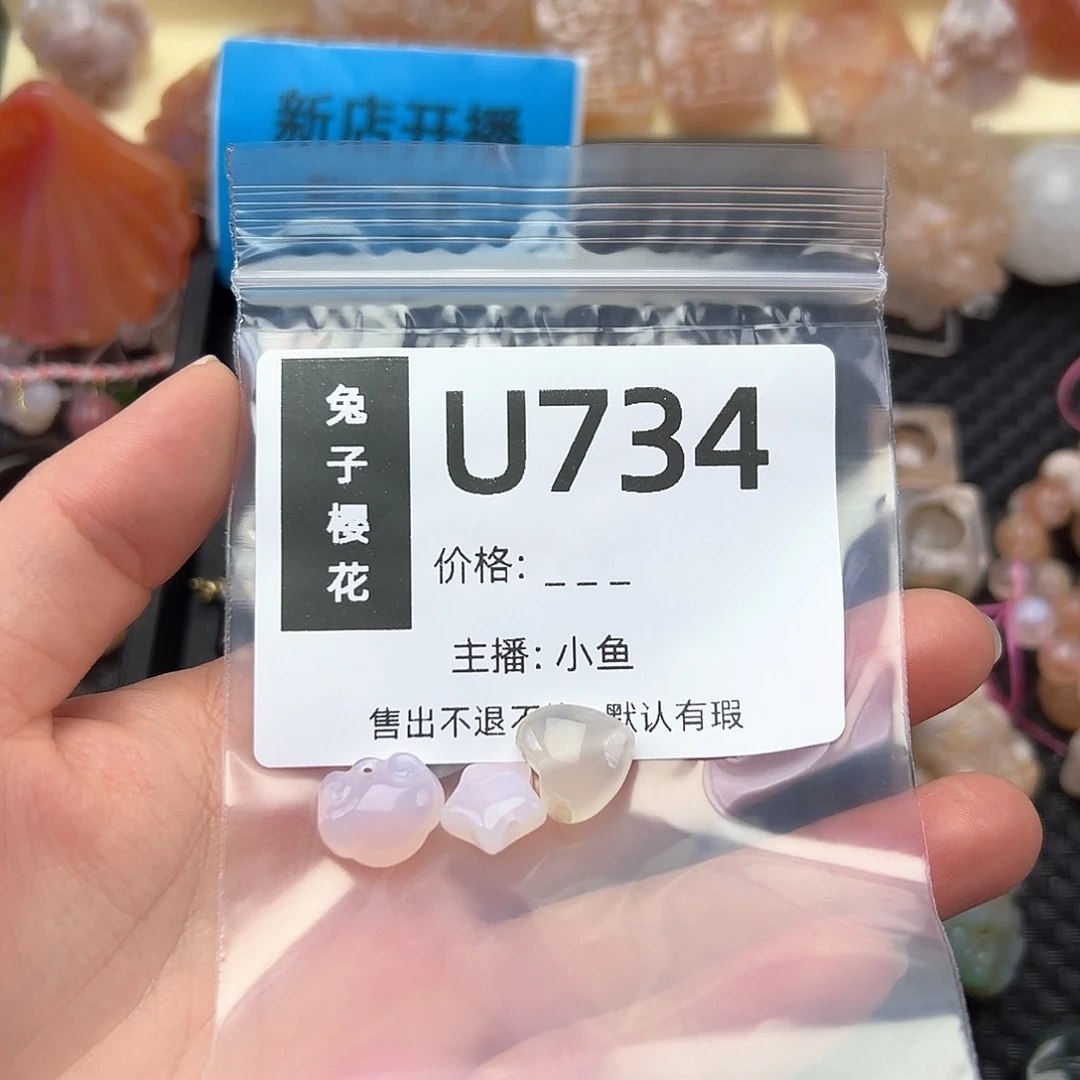 新店开播
兔子樱花
U734
价格: _ _ _
主播: 小鱼
售出不退不 默认有瑕